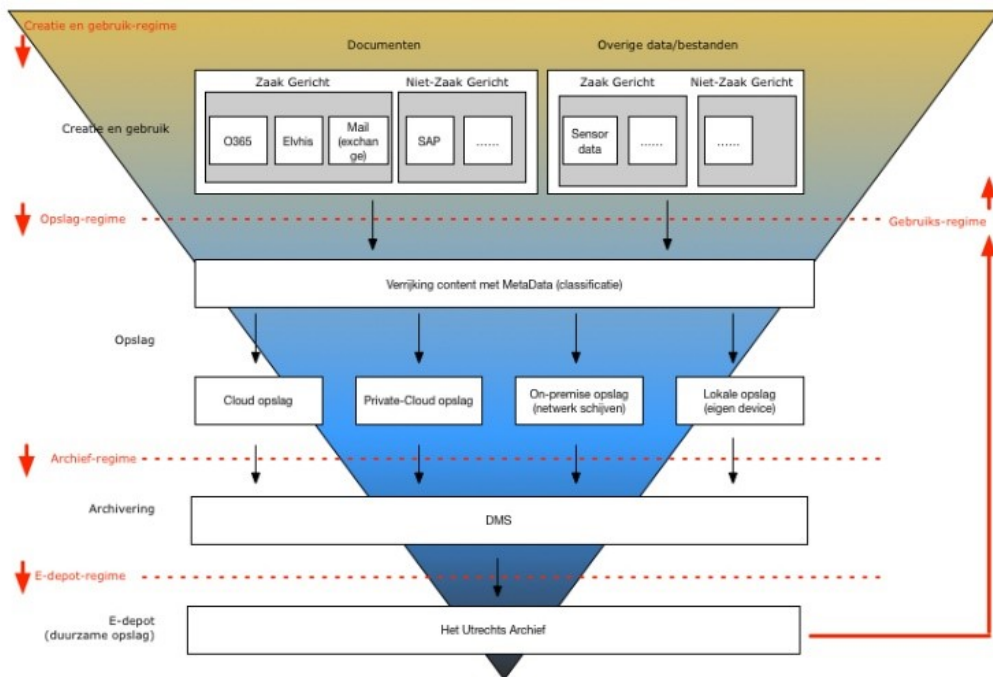 Creatie en gebruik-regime
Documenten
Overige data/bestanden
Zaak Gericht
Niet-Zaak Gericht
Zaak Gericht
Niet-Zaak Gericht
Creatie en gebruik
O365
Elvhis
Mail
(exchan
ge)
SAP
......
Sensor
data
......
......
Opslag-regime
Gebruiks-regime
Verrijking content met MetaData (classificatie)
Opslag
Cloud opslag
Private-Cloud opslag
On-premise opslag
(netwerk schijven)
Lokale opslag
(eigen device)
Archief-regime
Archivering
DMS
E-depot-regime
E-depot
(duurzame opslag)
Het Utrechts Archief